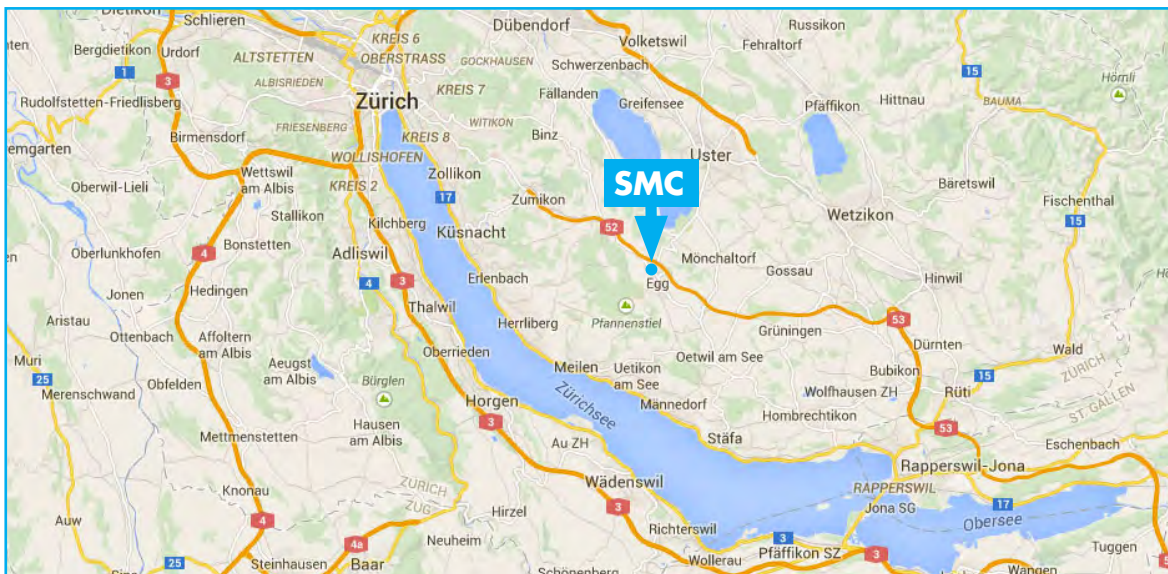 Dietikon
Schlieren
KREIS 6
Dübendorf
Russikon
Bergdietikon
Urdorf
ALTSTETTEN
OBERSTRASS
GOCKHAUSEN
Volketswil
Fehraltorf
Schwerzenbach
1
3
ALBISRIEDEN
KREIS 7
15
Hörnli
Rudolfstetten-Friedlisberg
Zürich
Fällanden
Greifensee
Pfäffikon
Hittnau
BAUMA
Birmensdorf
FRIESENBERG
KREIS 8
WITIKON
Binz
WOLLISHOFEN
Uster
Wettswil
am Albis
Zollikon
SMC
Bäretswil
Oberwil-Lieli
KREIS 2
17
Zumikon
Fischenthal
Stallikon
Kilchberg
Küsnacht
52
Wetzikon
15
Oberlunkhofen
Bonstetten
Adliswil
4
Mönchaltorf
Gossau
Hinwil
Jonen
Hedingen
4
3
Erlenbach
Egg
Aristau
Ottenbach
Affoltern
am Albis
Thalwil
Herrliberg
Pfannenstiel
Grüningen
53
Dürnten
Muri
Aeugst
am Albis
Oberrieden
Meilen
Uetikon
am See
Oetwil am See
Wald
25
Merenschwand
Obfelden
Bürglen
Zürichsee
Bubikon
15
ZURICH
Wolfhausen ZH
Rüti
Horgen
Männedorf
Hombrechtikon
ST GALLEN
Hausen
am Albis
3
Mettmenstetten
Au ZH
Stäfa
53
Eschenbach
Rapperswil-Jona
Knonau
ZURICH
ZUG
Wädenswil
RAPPERSWIL
Auw
4
Hirzel
3
Jona SG
17
Obersee
Richterswil
4a
Neuheim
3
Tuggen
25
Steinhausen
Baar
Schönenberg
Wollerau
Pfäffikon SZ
3
Wangen